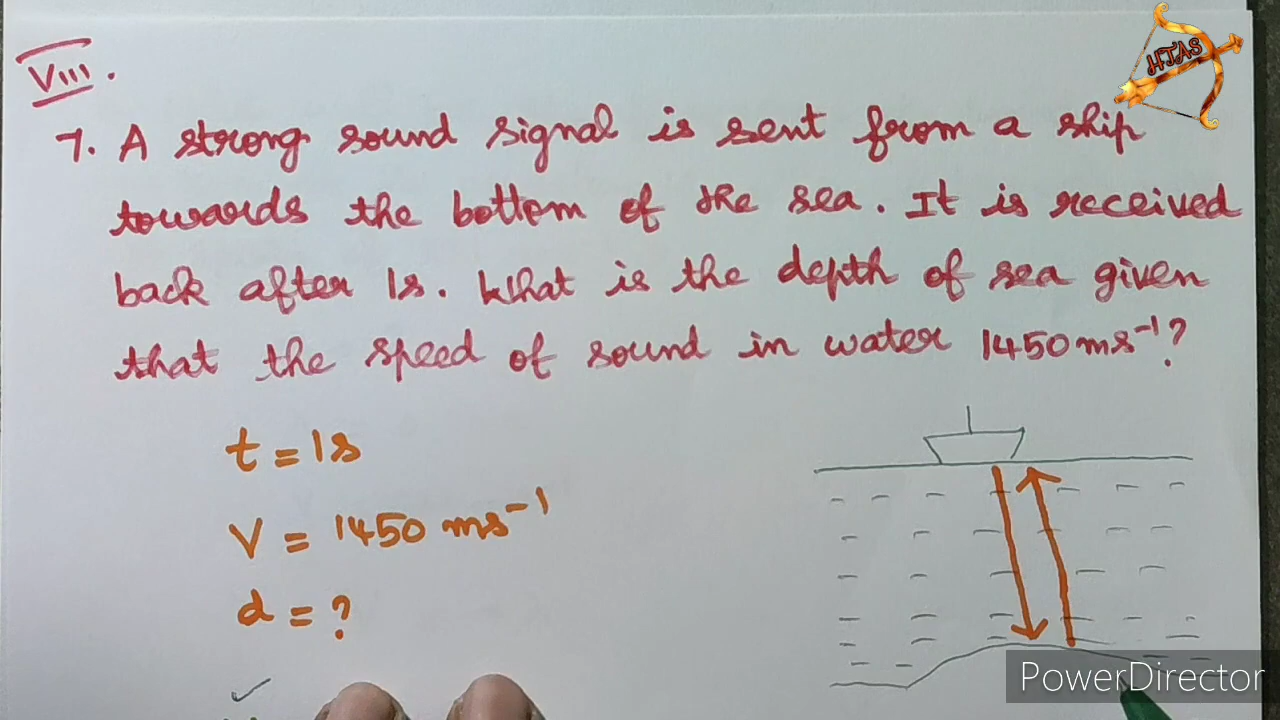 VIII.
HTAS
7. A strong sound signal is sent from a ship
towards the bottom of the sea. It is received
back after 1s. What is the depth of sea given
that the speed of sound in water 1450 ms⁻¹?
t = 1s
V = 1450 ms⁻¹
d = ?
PowerDirector